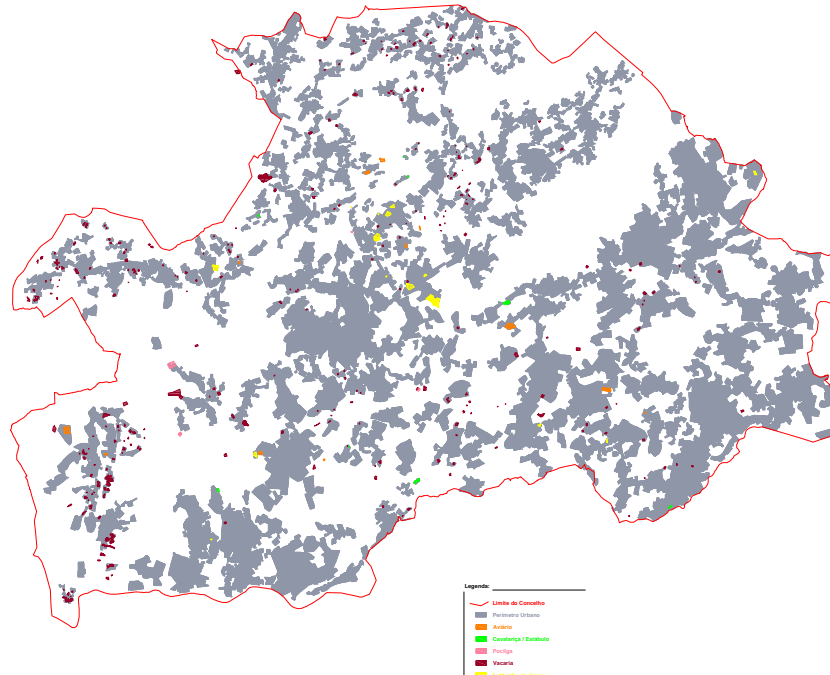 Legenda:
Limite do Concelho
Perímetro Urbano
Aviário
Cavalariça / Estábulo
Pocilga
Vacaria